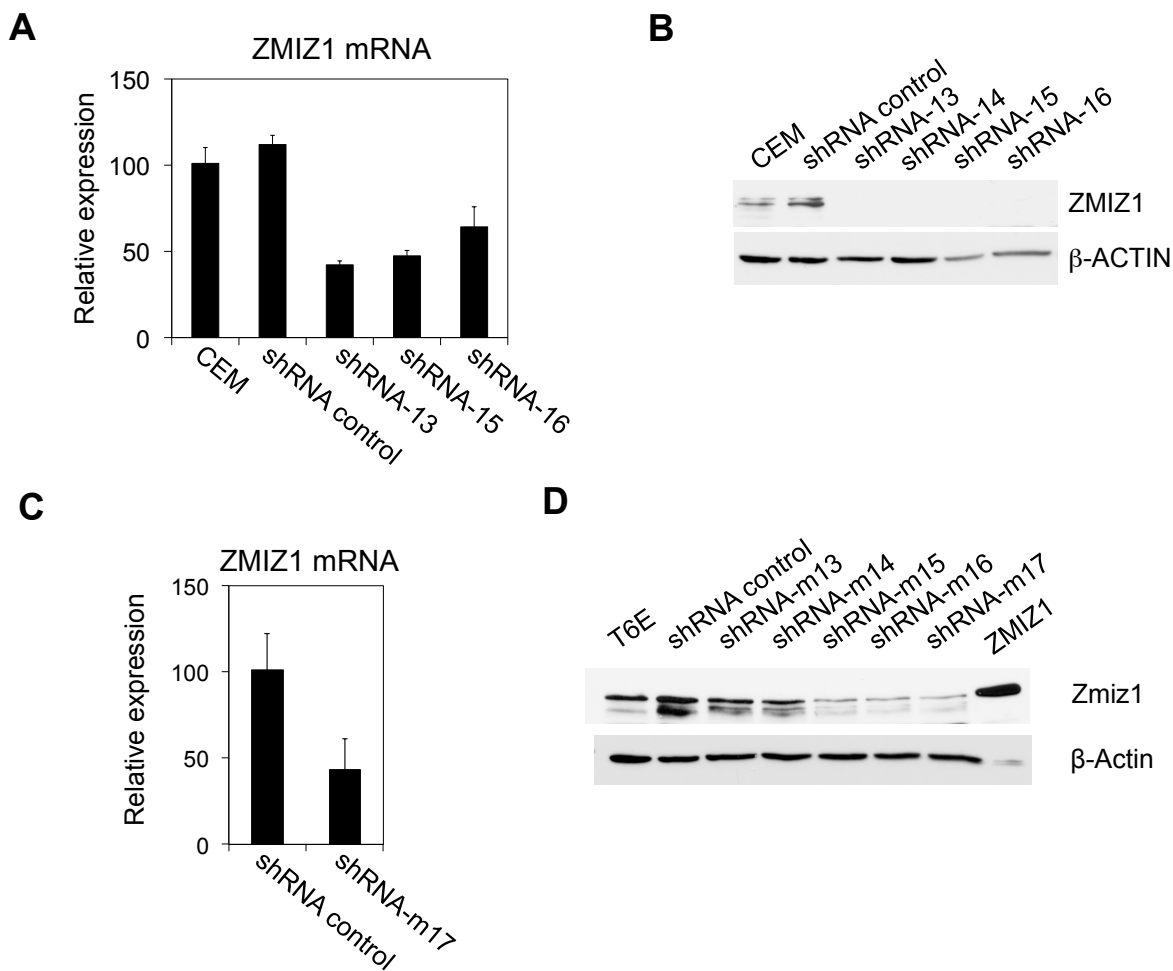 A
ZMIZ1 mRNA
Relative expression
150
100
50
0
CEM
shRNA control
shRNA-13
shRNA-15
shRNA-16
B
CEM
shRNA control
shRNA-13
shRNA-14
shRNA-15
shRNA-16
ZMIZ1
β-ACTIN
C
ZMIZ1 mRNA
Relative expression
150
100
50
0
shRNA control
shRNA-m17
D
T6E
shRNA control
shRNA-m13
shRNA-m14
shRNA-m15
shRNA-m16
shRNA-m17
ZMIZ1
Zmiz1
β-Actin